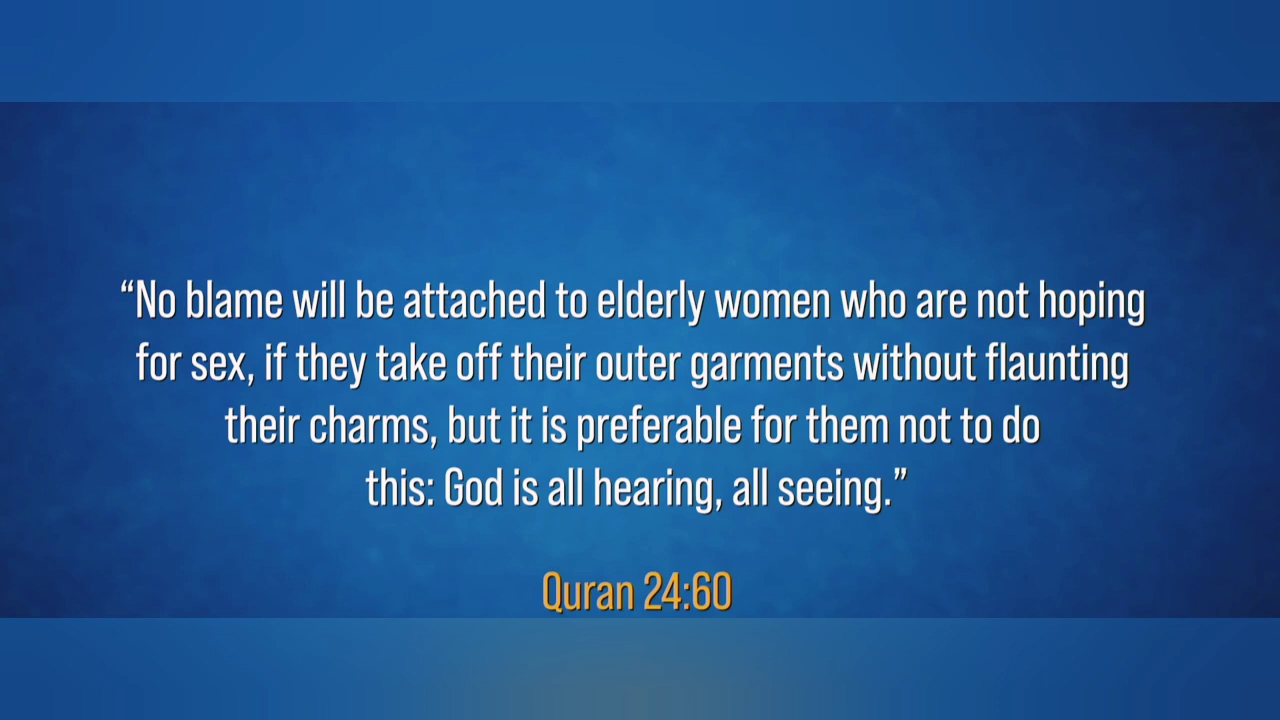 “No blame will be attached to elderly women who are not hoping
for sex, if they take off their outer garments without flaunting
their charms, but it is preferable for them not to do
this: God is all hearing, all seeing.”
Quran 24:60